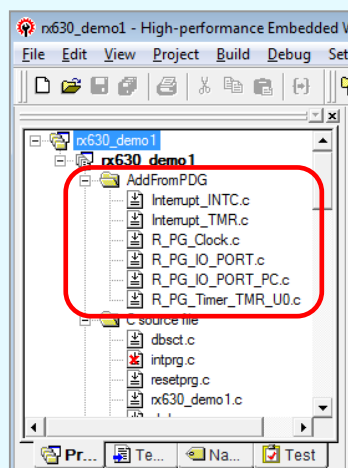 rx630_demo1 - High-performance Embedded
File Edit View Project Build Debug Set
rx630_demo1
rx630_demo1
AddFromPDG
Interrupt_INTC.c
Interrupt_TMR.c
R_PG_Clock.c
R_PG_IO_PORT.c
R_PG_IO_PORT_PC.c
R_PG_Timer_TMR_U0.c
C source file
dbsct.c
intprg.c
resetprg.c
rx630_demo1.c
Pr... Te... Na... Test